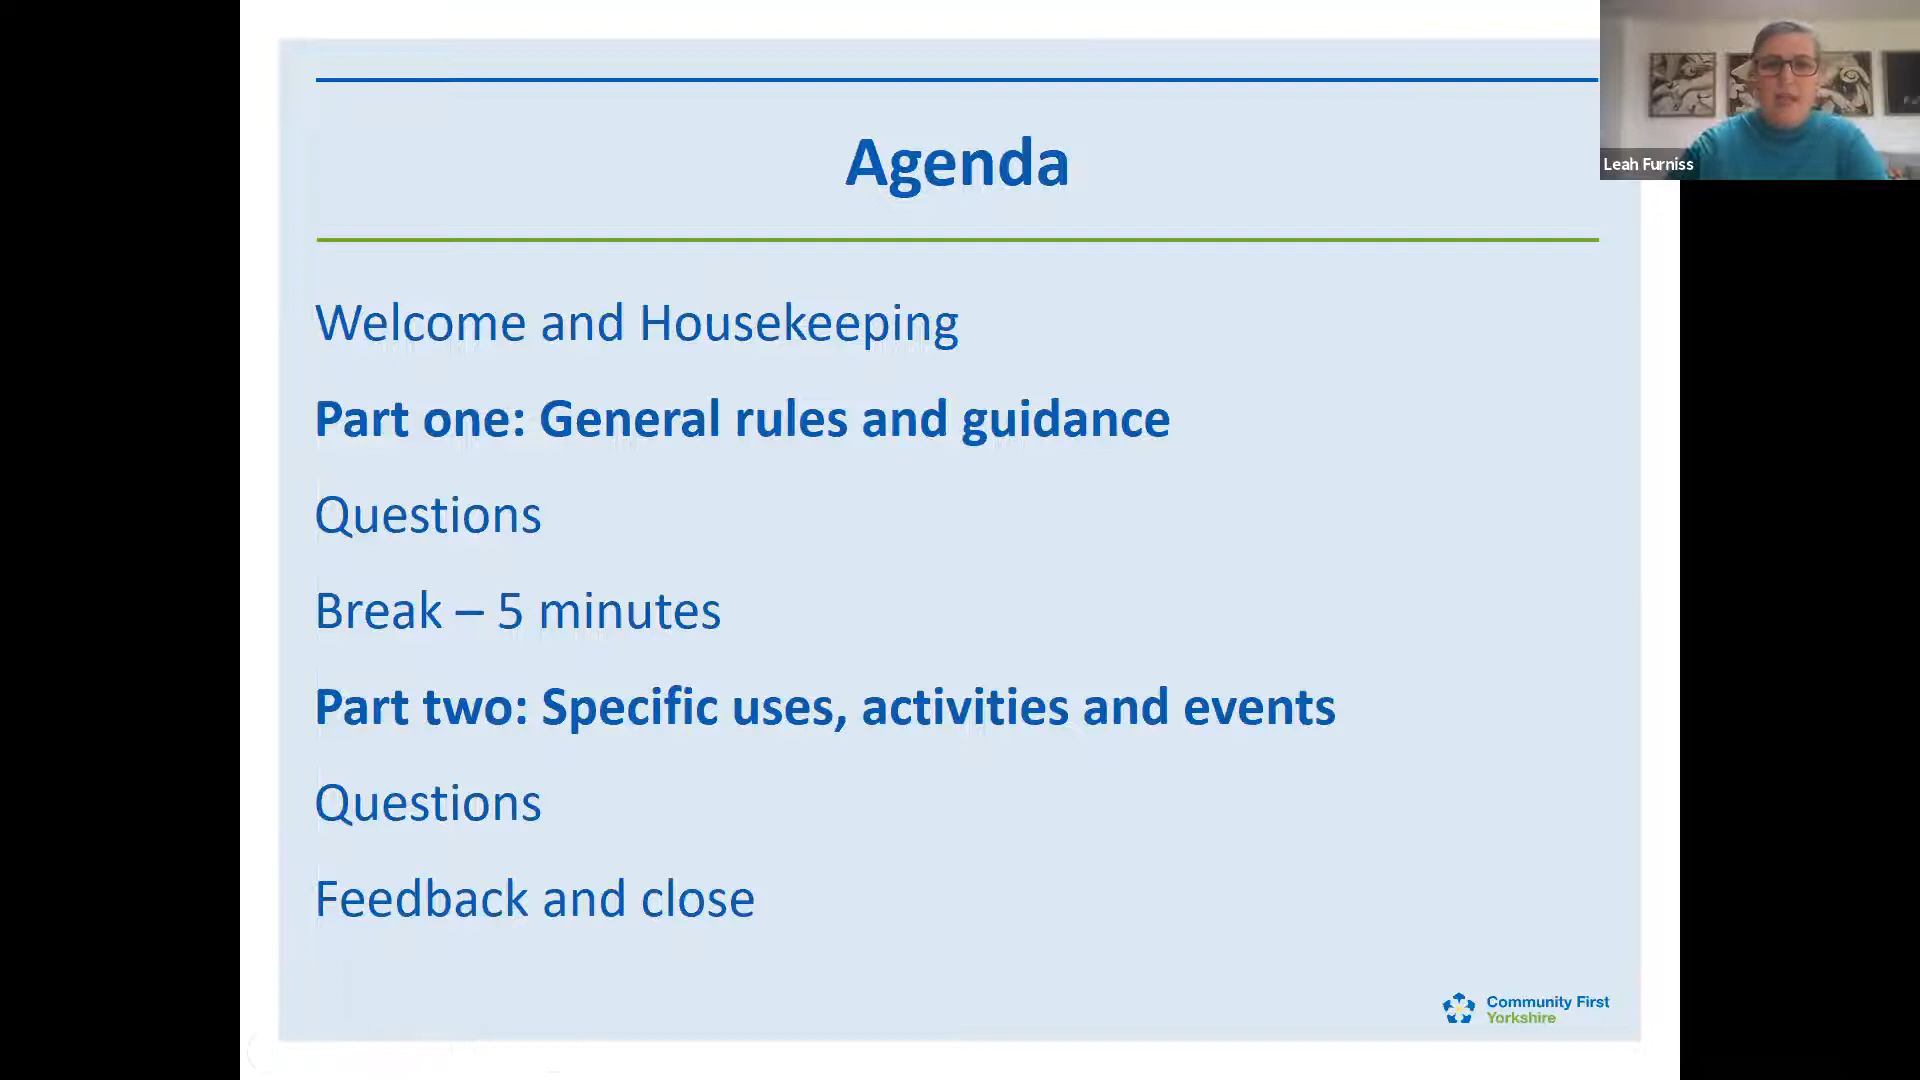 Agenda
Leah Furniss
Welcome and Housekeeping
Part one: General rules and guidance
Questions
Break – 5 minutes
Part two: Specific uses, activities and events
Questions
Feedback and close
Community First
Yorkshire